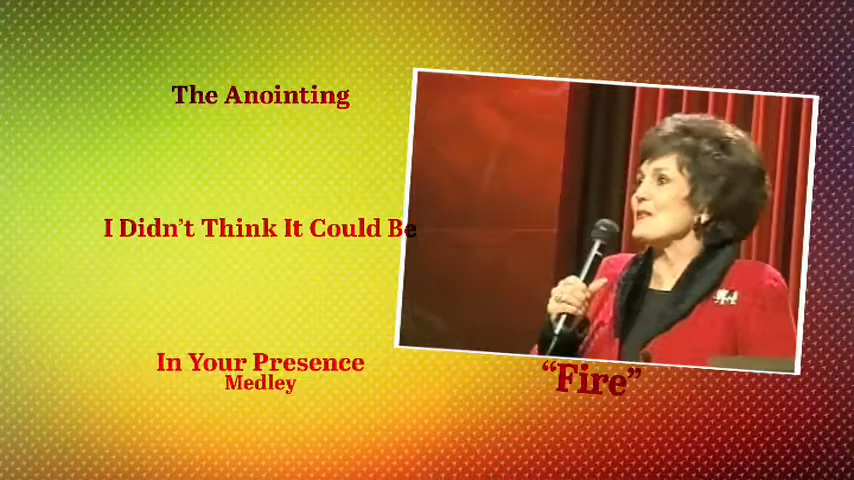 The Anointing
I Didn't Think It Could Be
In Your Presence
Medley
“Fire”